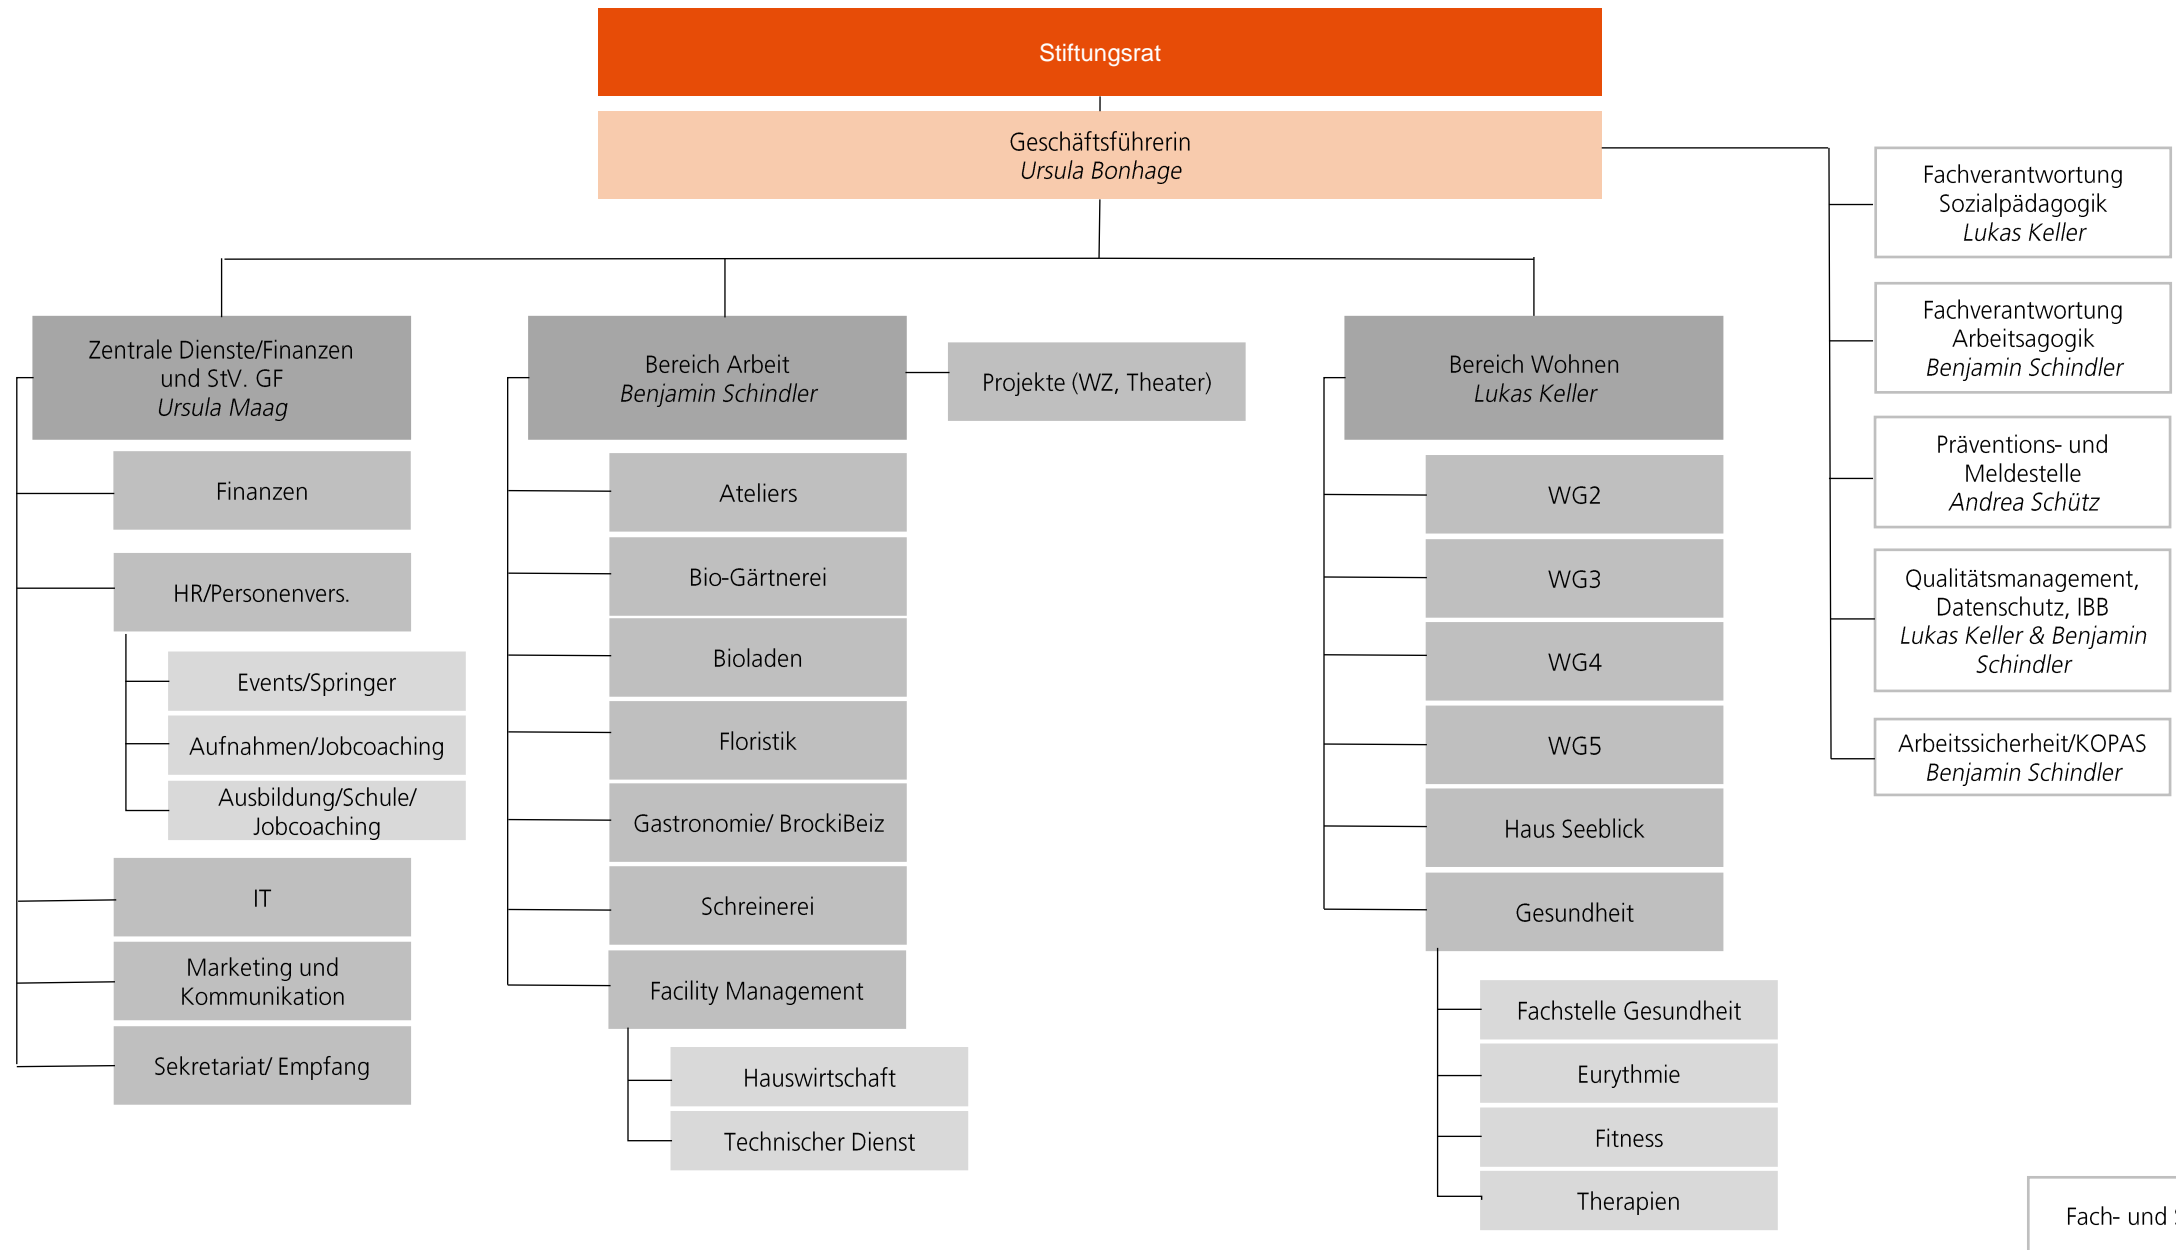 Stiftungsrat
Geschäftsführerin
Ursula Bonhage
Zentrale Dienste/Finanzen
und StV. GF
Ursula Maag
Finanzen
HR/Personenvers.
Events/Springer
Aufnahmen/Jobcoaching
Ausbildung/Schule/
Jobcoaching
IT
Marketing und
Kommunikation
Sekretariat/ Empfang
Bereich Arbeit
Benjamin Schindler
Projekte (WZ, Theater)
Ateliers
Bio-Gärtnerei
Bioladen
Floristik
Gastronomie/ BrockiBeiz
Schreinerei
Facility Management
Hauswirtschaft
Technischer Dienst
Bereich Wohnen
Lukas Keller
WG2
WG3
WG4
WG5
Haus Seeblick
Gesundheit
Fachstelle Gesundheit
Eurythmie
Fitness
Therapien
Fachverantwortung
Sozialpädagogik
Lukas Keller
Fachverantwortung
Arbeitsagogik
Benjamin Schindler
Präventions- und
Meldestelle
Andrea Schütz
Qualitätsmanagement,
Datenschutz, IBB
Lukas Keller & Benjamin
Schindler
Arbeitssicherheit/KOPAS
Benjamin Schindler
Fach- und